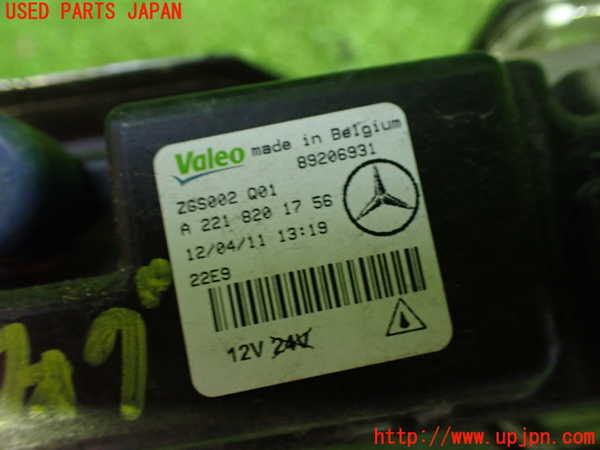 USED PARTS JAPAN
Valeo made in Belgium
89206931
ZGS002 Q01
A 221 820 17 56
12/04/11 13:19
22E9
12V 24V
http://www.upjpn.com/